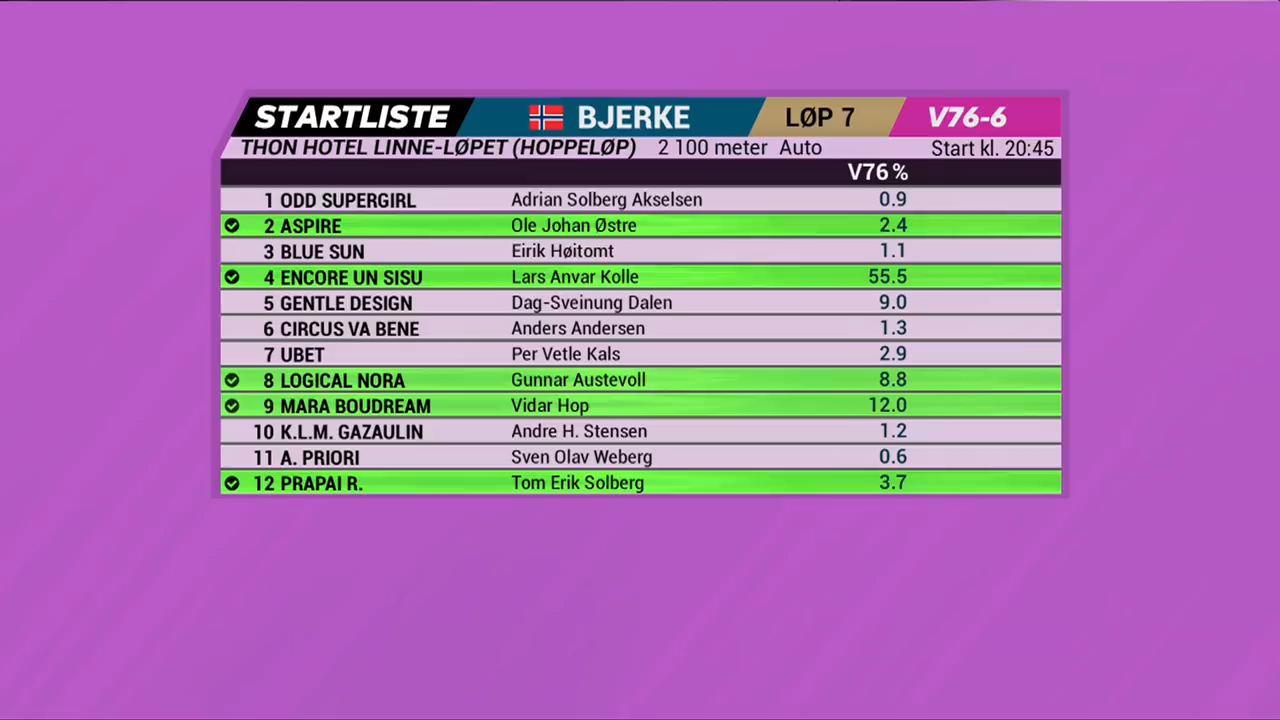 STARTLISTE BJERKE LØP 7 V76-6
THON HOTEL LINNE-LØPET (HOPPELØP) 2 100 meter Auto Start kl. 20:45
V76 %
1 ODD SUPERGIRL Adrian Solberg Akselsen 0.9
2 ASPIRE Ole Johan Østre 2.4
3 BLUE SUN Eirik Høitomt 1.1
4 ENCORE UN SISU Lars Anvar Kolle 55.5
5 GENTLE DESIGN Dag-Sveinung Dalen 9.0
6 CIRCUS VA BENE Anders Andersen 1.3
7 UBET Per Vetle Kals 2.9
8 LOGICAL NORA Gunnar Austevoll 8.8
9 MARA BOUDREAM Vidar Hop 12.0
10 K.L.M. GAZAULIN Andre H. Stensen 1.2
11 A. PRIORI Sven Olav Weberg 0.6
12 PRAPAI R. Tom Erik Solberg 3.7